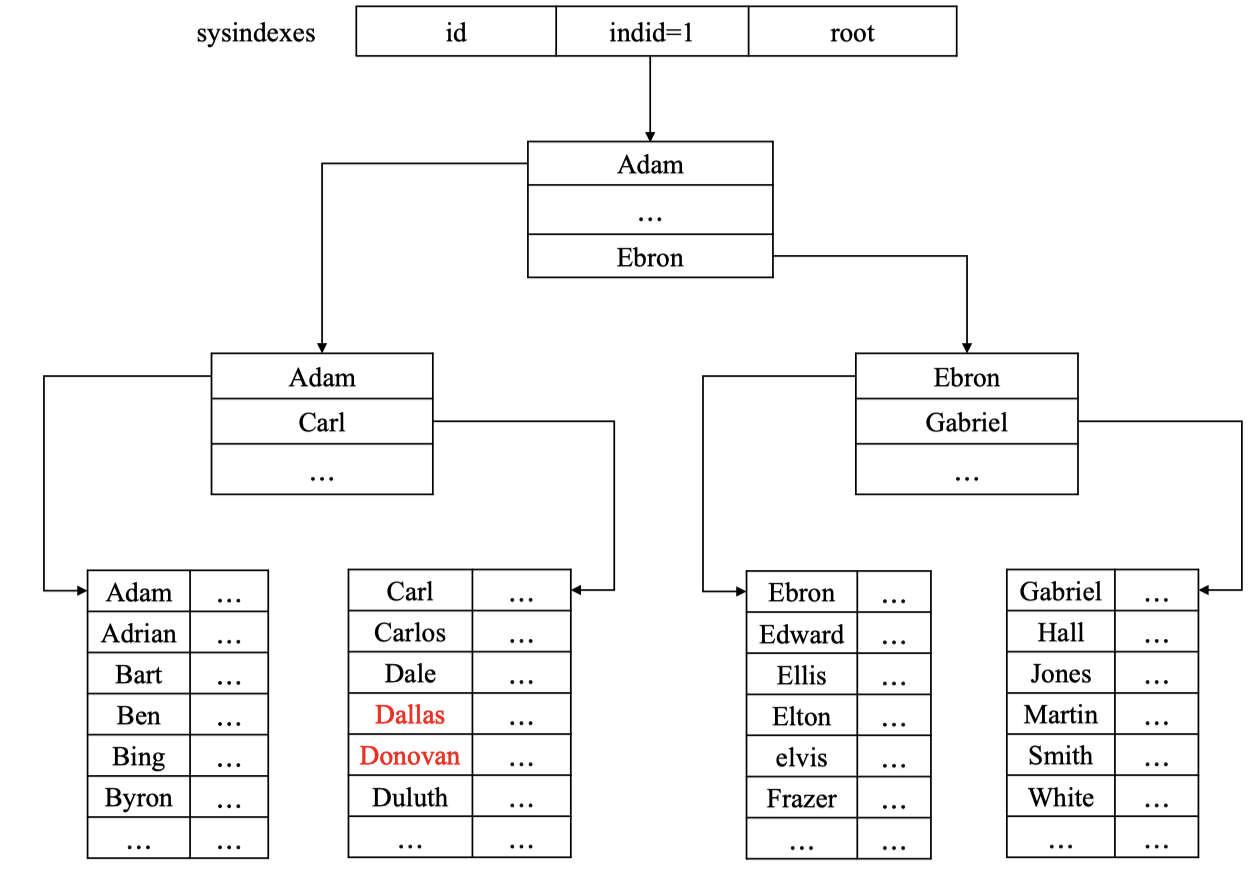 sysindexes id indid=1 root
Adam
…
Ebron
Adam
Carl
…
Ebron
Gabriel
…
Adam …
Adrian …
Bart …
Ben …
Bing …
Byron …
… …
Carl …
Carlos …
Dale …
Dallas …
Donovan …
Duluth …
… …
Ebron …
Edward …
Ellis …
Elton …
elvis …
Frazer …
… …
Gabriel …
Hall …
Jones …
Martin …
Smith …
White …
… …